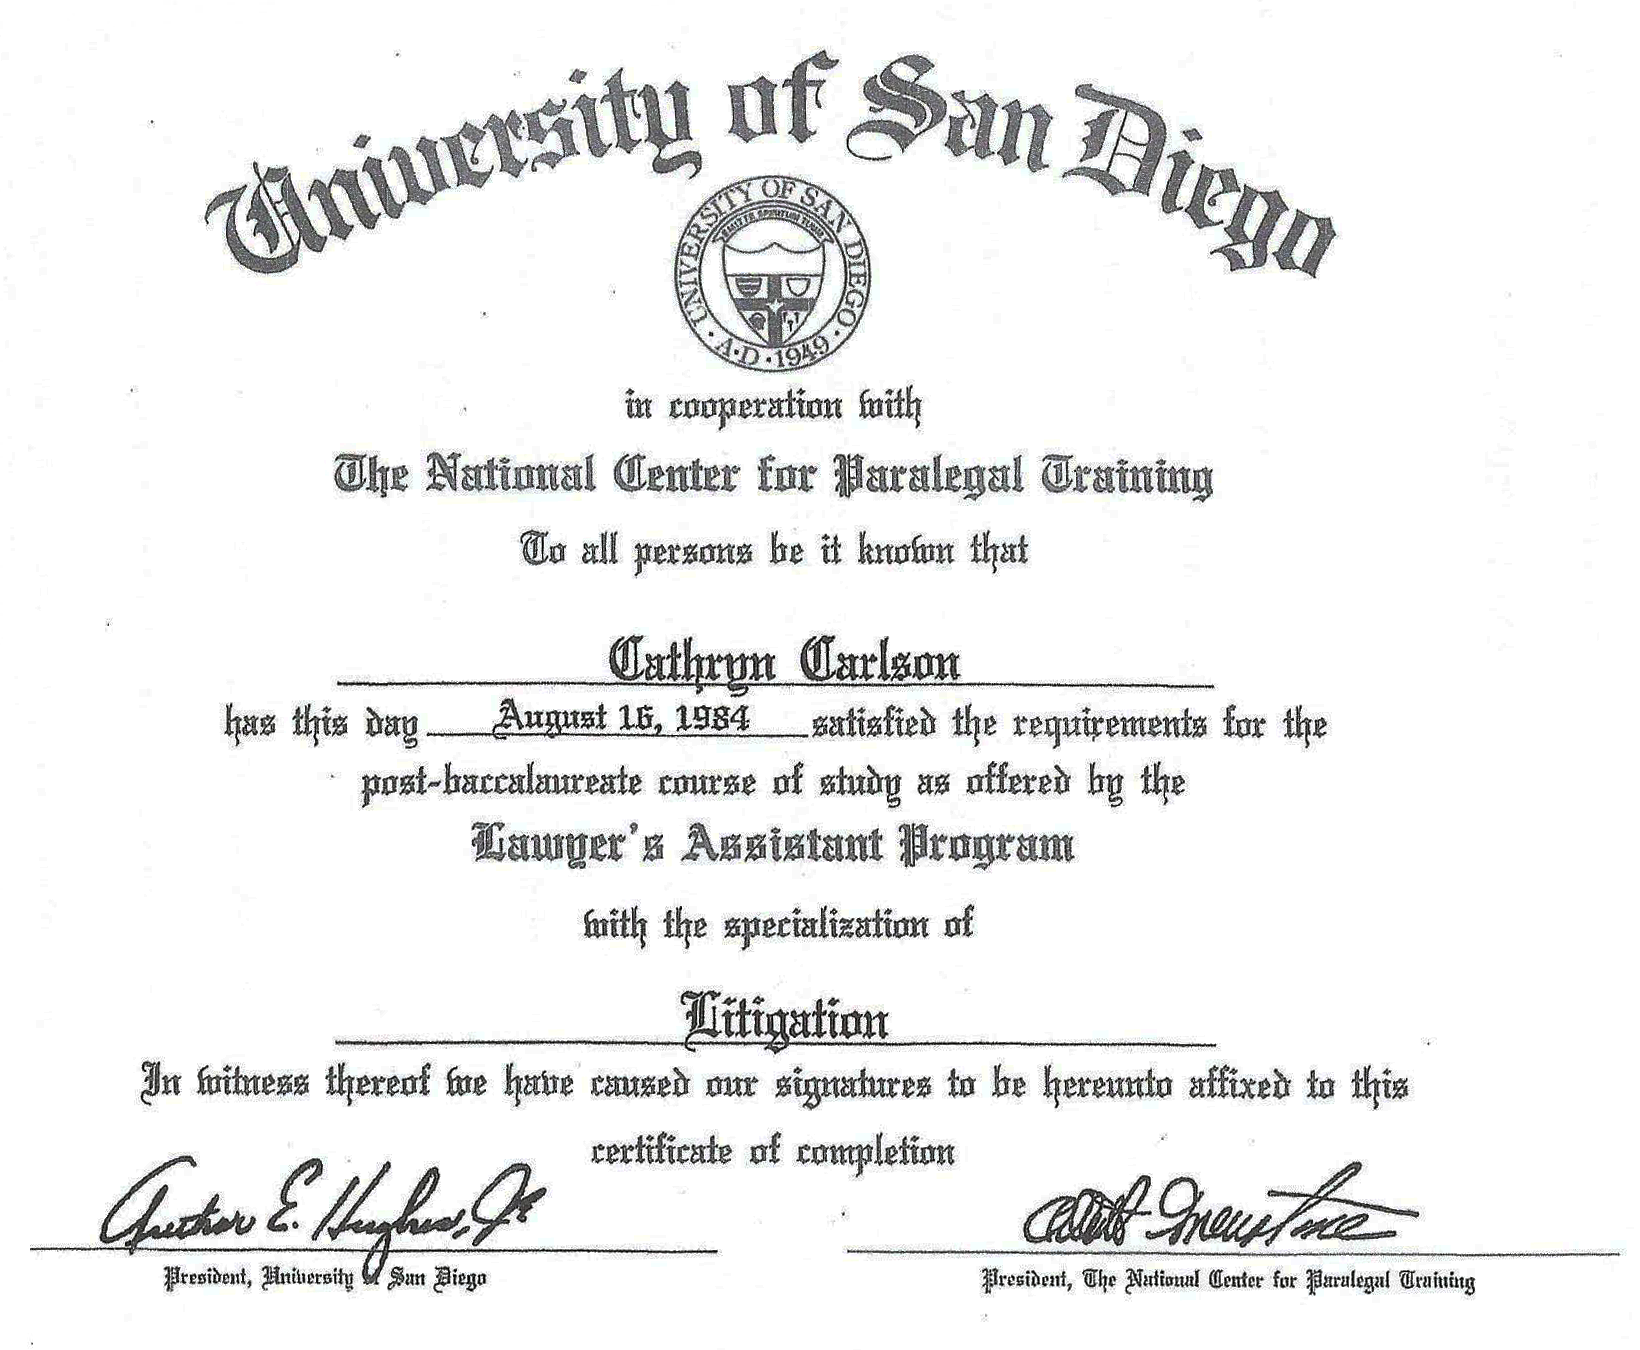 University of San Diego
UNIVERSITY OF SAN DIEGO
· A·D · 1949 ·
in cooperation with
The National Center for Paralegal Training
To all persons be it known that
Cathryn Carlson
has this day August 16, 1984 satisfied the requirements for the
post-baccalaureate course of study as offered by the
Lawyer's Assistant Program
with the specialization of
Litigation
In witness thereof we have caused our signatures to be hereunto affixed to this
certificate of completion
Arthur E. Hughes, Jr
President, University of San Diego
President, The National Center for Paralegal Training